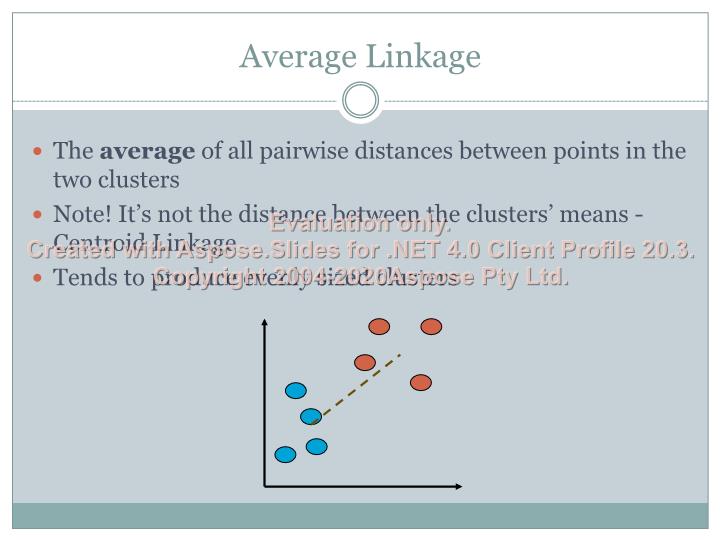 Average Linkage
• The average of all pairwise distances between points in the
two clusters
• Note! It’s not the distance between the clusters’ means -
Evaluation only.
Centroid Linkage
Created with Aspose.Slides for .NET 4.0 Client Profile 20.3.
• Tends to produce evenly sized clusters
Copyright 2004-2020Aspose Pty Ltd.